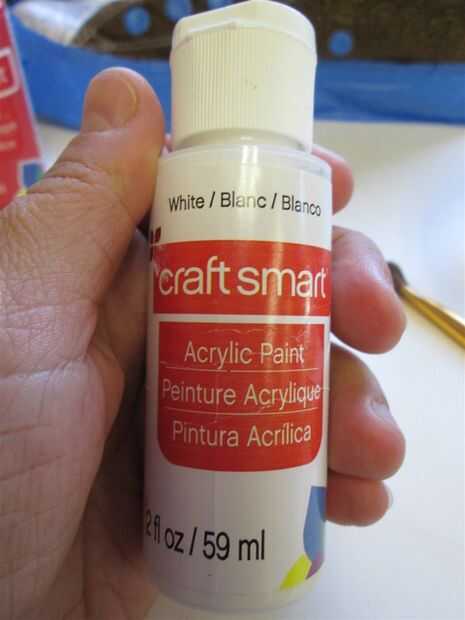 White / Blanc / Blanco
craft smart
Acrylic Paint
Peinture Acrylique
Pintura Acrílica
2 fl oz / 59 ml